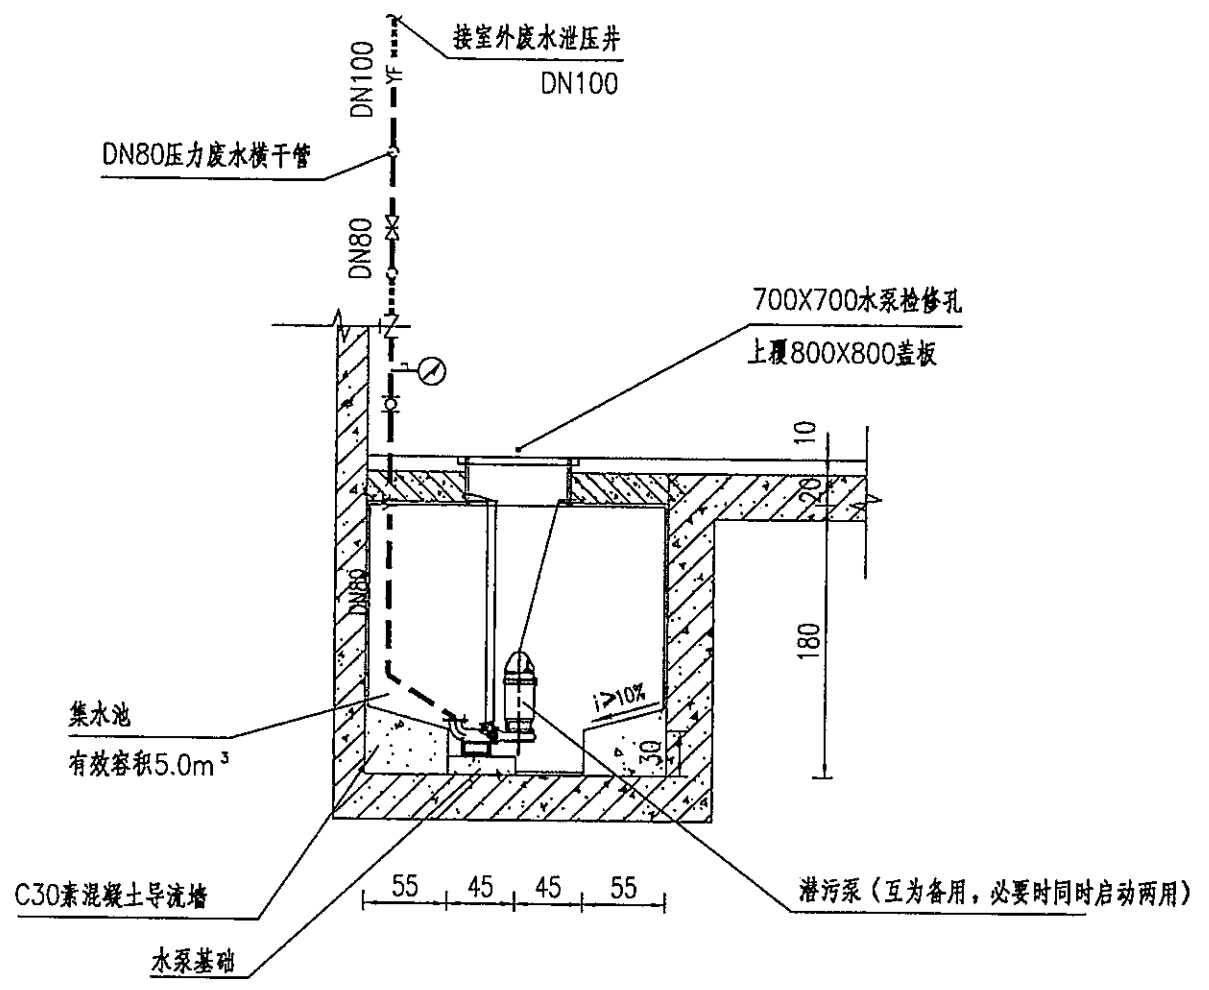 接室外废水泄压井
DN100
DN100
YF
DN80压力废水横干管
DN80
700X700水泵检修孔
上覆800X800盖板
10
20
DN80
180
i≥10%
30
集水池
有效容积5.0m³
C30素混凝土导流墙
55 45 45 55
潜污泵（互为备用，必要时同时启动两用）
水泵基础